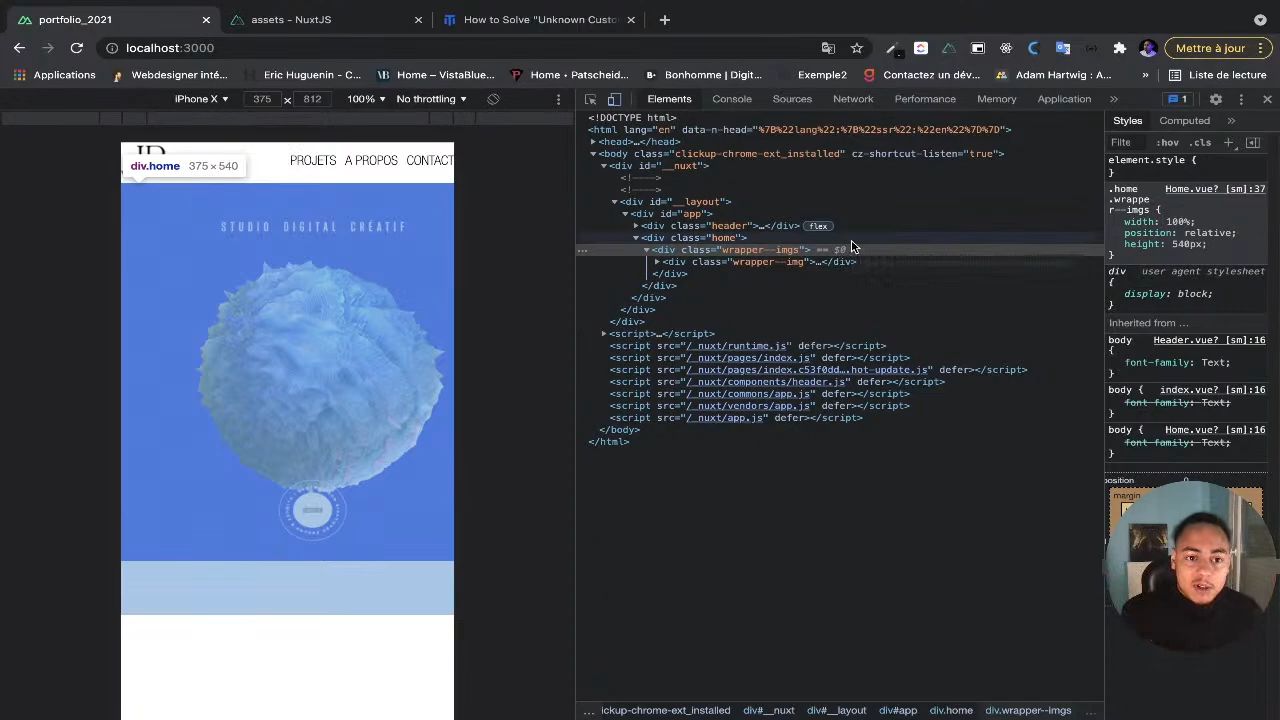 portfolio_2021
assets - NuxtJS
How to Solve "Unknown Custo
localhost:3000
Mettre à jour
Applications
Webdesigner inté...
Eric Huguenin - C...
Home – VistaBlue...
Home • Patscheid...
Bonhomme | Digit...
Exemple2
Contactez un dév...
Adam Hartwig : A...
»
Liste de lecture
iPhone X
375 × 812
100%
No throttling
Elements
Console
Sources
Network
Performance
Memory
Application
»
1
<!DOCTYPE html>
<html lang="en" data-n-head="%7B%22lang%22:%7B%22ssr%22:%22en%22%7D%7D">
<head>…</head>
<body class="clickup-chrome-ext_installed" cz-shortcut-listen="true">
<div id="__nuxt">
<!---->
<!---->
<div id="__layout">
<div id="app">
<div class="header">…</div> flex
<div class="home">
… <div class="wrapper--imgs"> == $0
<div class="wrapper--img">…</div>
</div>
</div>
</div>
</div>
</div>
<script>…</script>
<script src="/_nuxt/runtime.js" defer></script>
<script src="/_nuxt/pages/index.js" defer></script>
<script src="/_nuxt/pages/index.c53f0dd….hot-update.js" defer></script>
<script src="/_nuxt/components/header.js" defer></script>
<script src="/_nuxt/commons/app.js" defer></script>
<script src="/_nuxt/vendors/app.js" defer></script>
<script src="/_nuxt/app.js" defer></script>
</body>
</html>
… ickup-chrome-ext_installed div#__nuxt div#__layout div#app div.home div.wrapper--imgs …
Styles
Computed
»
Filte
:hov .cls
element.style {
}
.home Home.vue? [sm]:37
.wrappe
r--imgs {
width: 100%;
position: relative;
height: 540px;
}
div user agent stylesheet
{
display: block;
}
Inherited from …
body Header.vue? [sm]:16
{
font-family: Text;
}
body { index.vue? [sm]:16
font-family: Text;
}
body { Home.vue? [sm]:16
font-family: Text;
}
position
0
margin
div.home 375 × 540
PROJETS
A PROPOS
CONTACT
STUDIO DIGITAL CRÉATIF